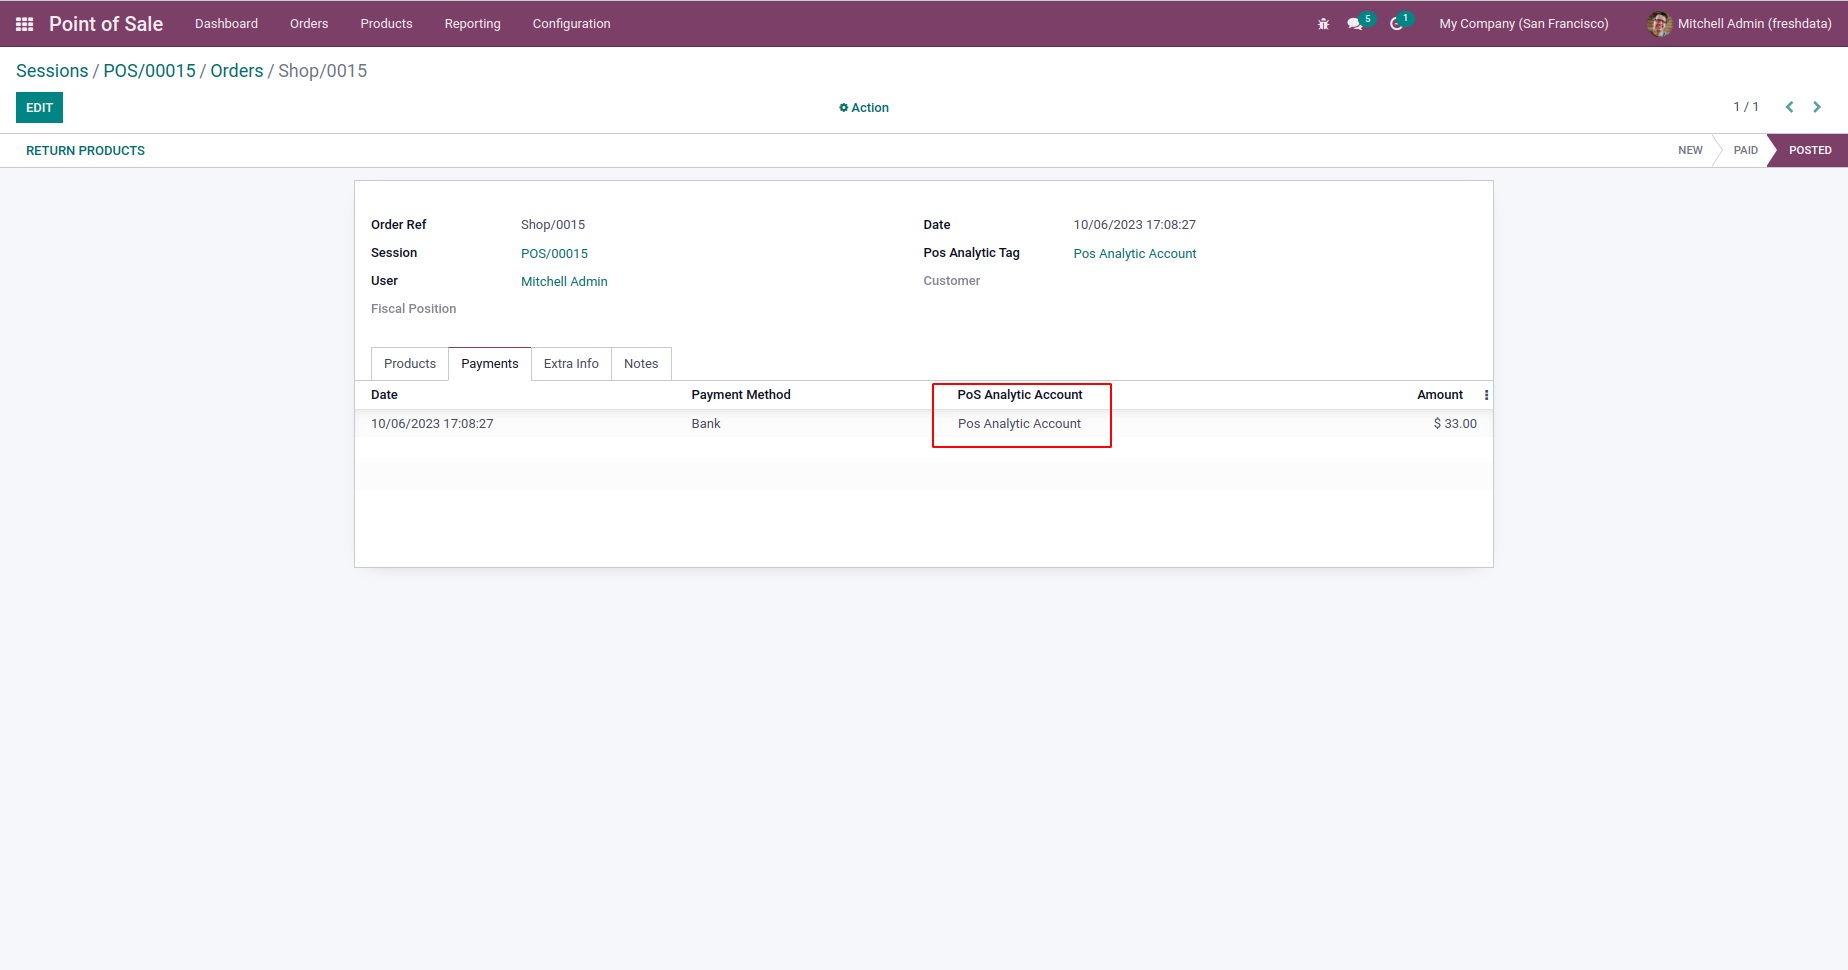 Point of Sale Dashboard Orders Products Reporting Configuration 5 1 My Company (San Francisco) Mitchell Admin (freshdata)
Sessions / POS/00015 / Orders / Shop/0015
EDIT Action 1 / 1
RETURN PRODUCTS NEW PAID POSTED
Order Ref Shop/0015 Date 10/06/2023 17:08:27
Session POS/00015 Pos Analytic Tag Pos Analytic Account
User Mitchell Admin Customer
Fiscal Position
Products Payments Extra Info Notes
Date Payment Method PoS Analytic Account Amount
10/06/2023 17:08:27 Bank Pos Analytic Account $ 33.00